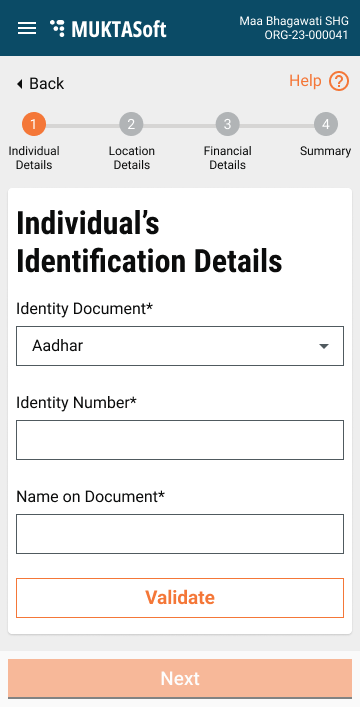 MUKTASoft
Maa Bhagawati SHG
ORG-23-000041
Back
Help
1
2
3
4
Individual
Details
Location
Details
Financial
Details
Summary
Individual’s
Identification Details
Identity Document*
Aadhar
Identity Number*
Name on Document*
Validate
Next